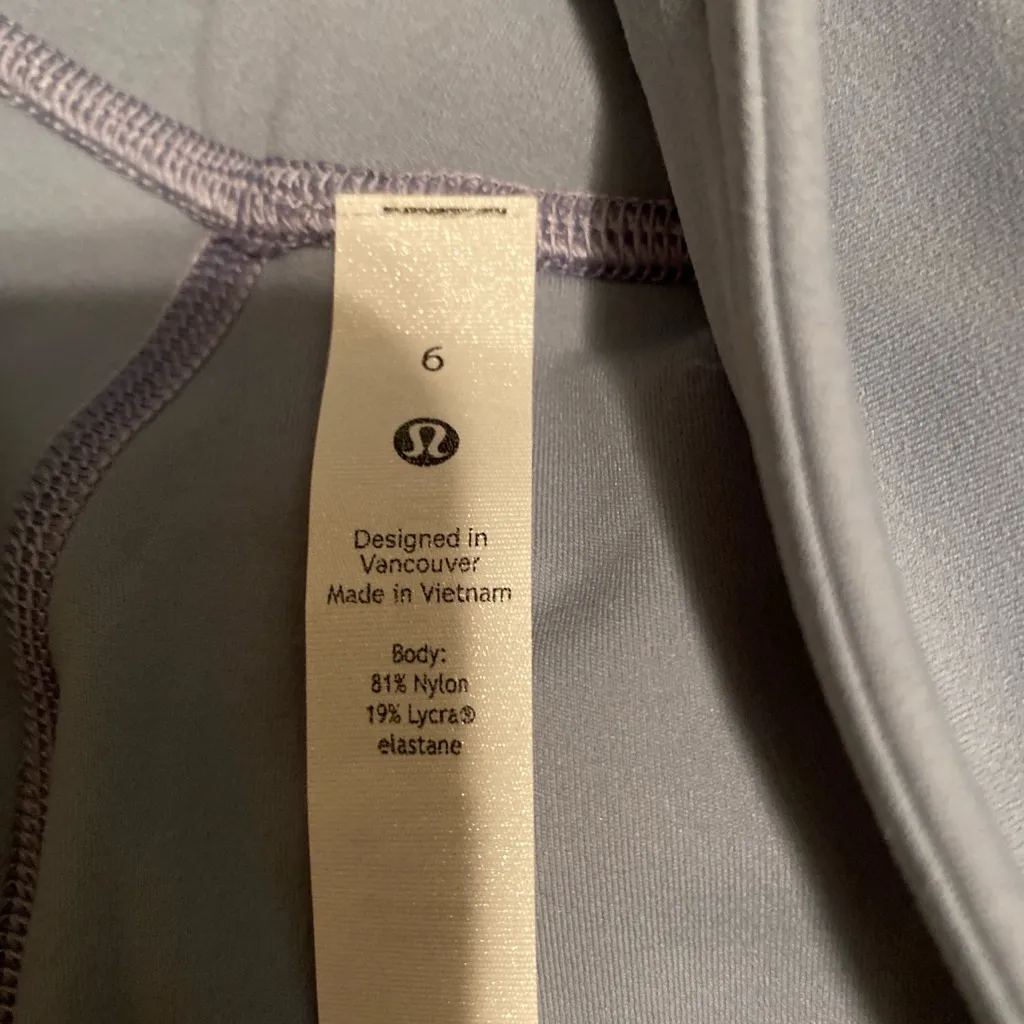 6
Designed in
Vancouver
Made in Vietnam
Body:
81% Nylon
19% Lycra®
elastane